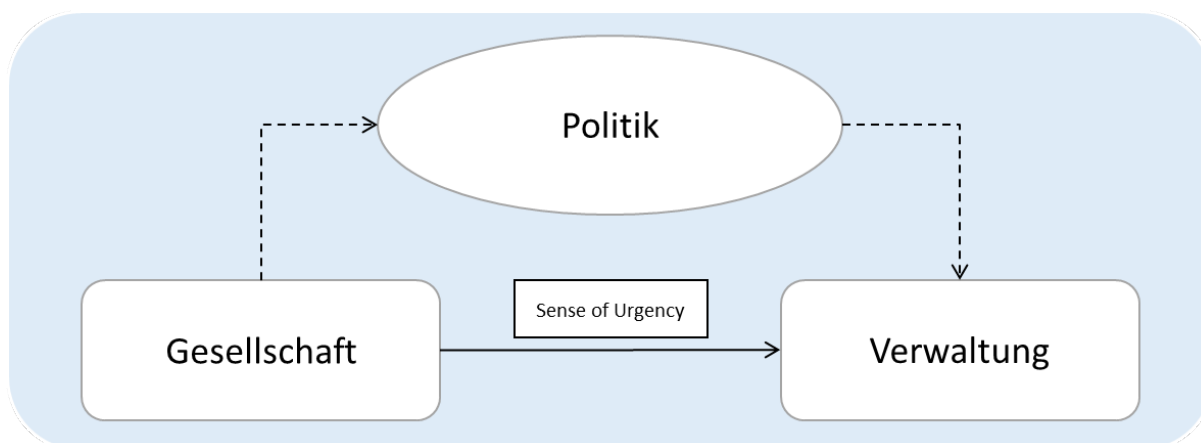 Politik
Sense of Urgency
Gesellschaft
Verwaltung